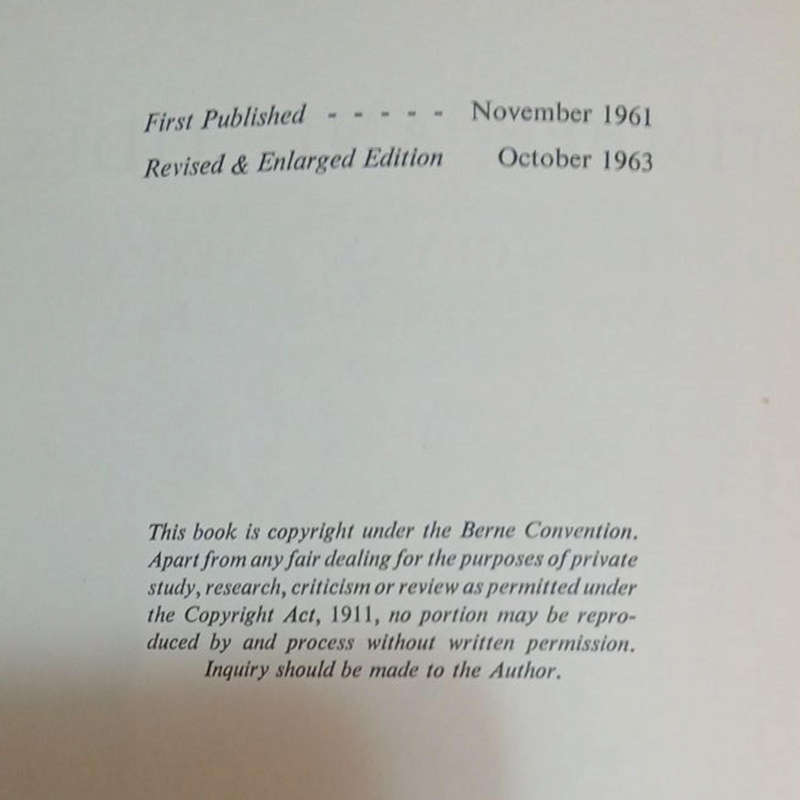 First Published - - - - - November 1961
Revised & Enlarged Edition October 1963
This book is copyright under the Berne Convention.
Apart from any fair dealing for the purposes of private
study, research, criticism or review as permitted under
the Copyright Act, 1911, no portion may be repro-
duced by and process without written permission.
Inquiry should be made to the Author.